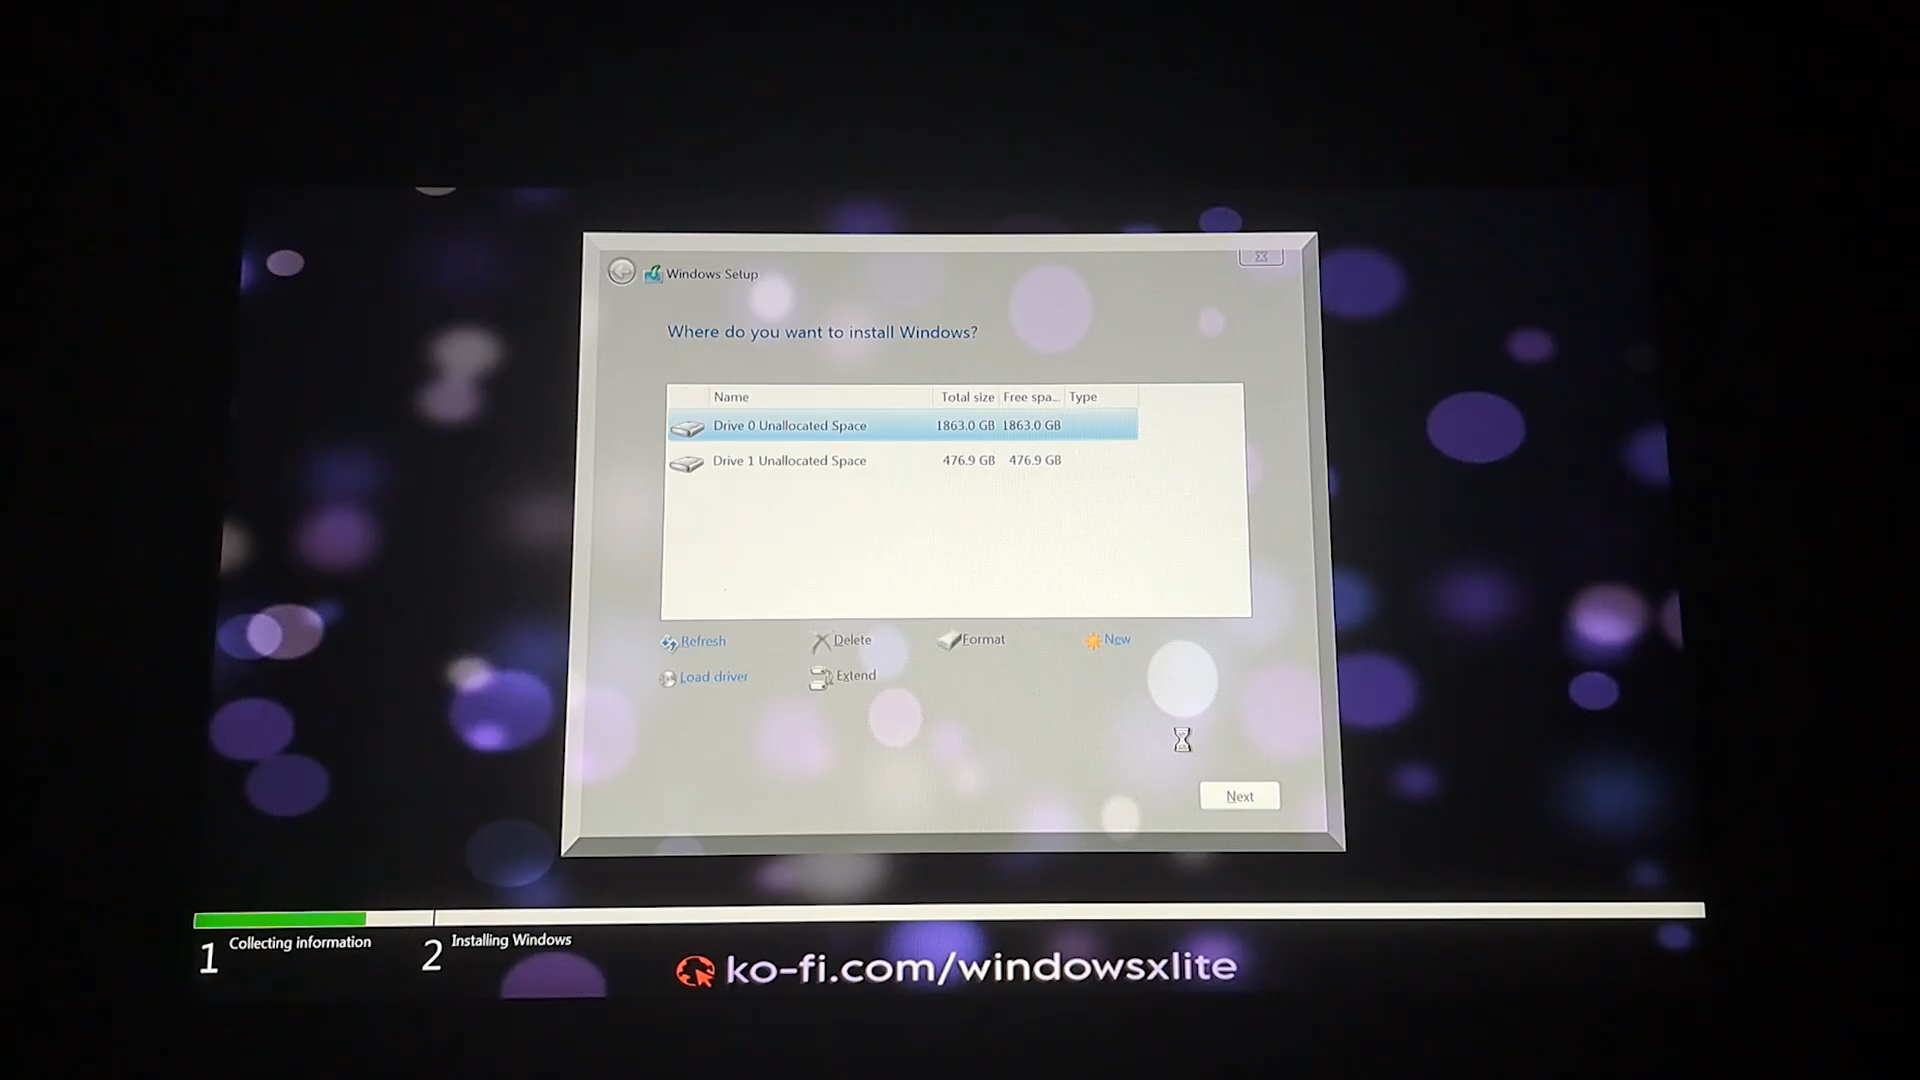 Windows Setup
x
Where do you want to install Windows?
Name Total size Free spa... Type
Drive 0 Unallocated Space 1863.0 GB 1863.0 GB
Drive 1 Unallocated Space 476.9 GB 476.9 GB
Refresh Delete Format New
Load driver Extend
Next
1 Collecting information 2 Installing Windows
ko-fi.com/windowsxlite